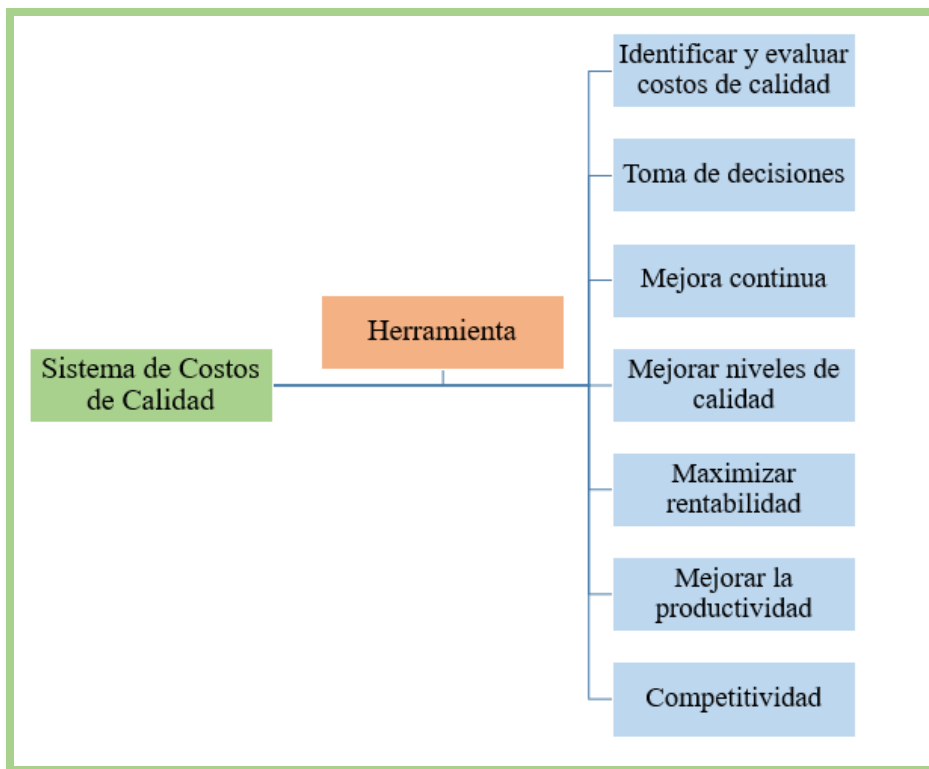 Identificar y evaluar
costos de calidad
Toma de decisiones
Mejora continua
Herramienta
Sistema de Costos
de Calidad
Mejorar niveles de
calidad
Maximizar
rentabilidad
Mejorar la
productividad
Competitividad